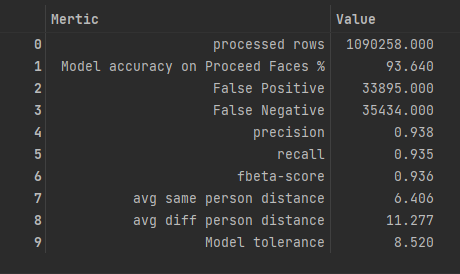 Mertic Value
0 processed rows 1090258.000
1 Model accuracy on Proceed Faces % 93.640
2 False Positive 33895.000
3 False Negative 35434.000
4 precision 0.938
5 recall 0.935
6 fbeta-score 0.936
7 avg same person distance 6.406
8 avg diff person distance 11.277
9 Model tolerance 8.520